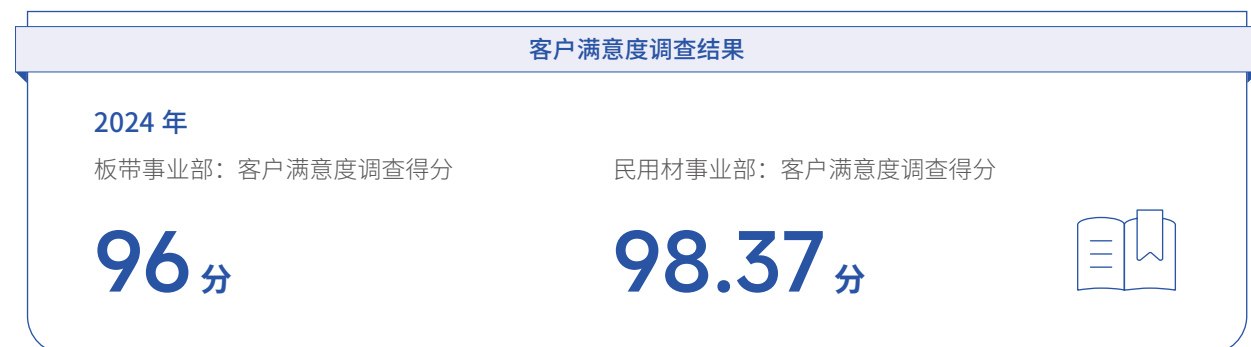 客户满意度调查结果
2024 年
板带事业部：客户满意度调查得分
96 分
民用材事业部：客户满意度调查得分
98.37 分